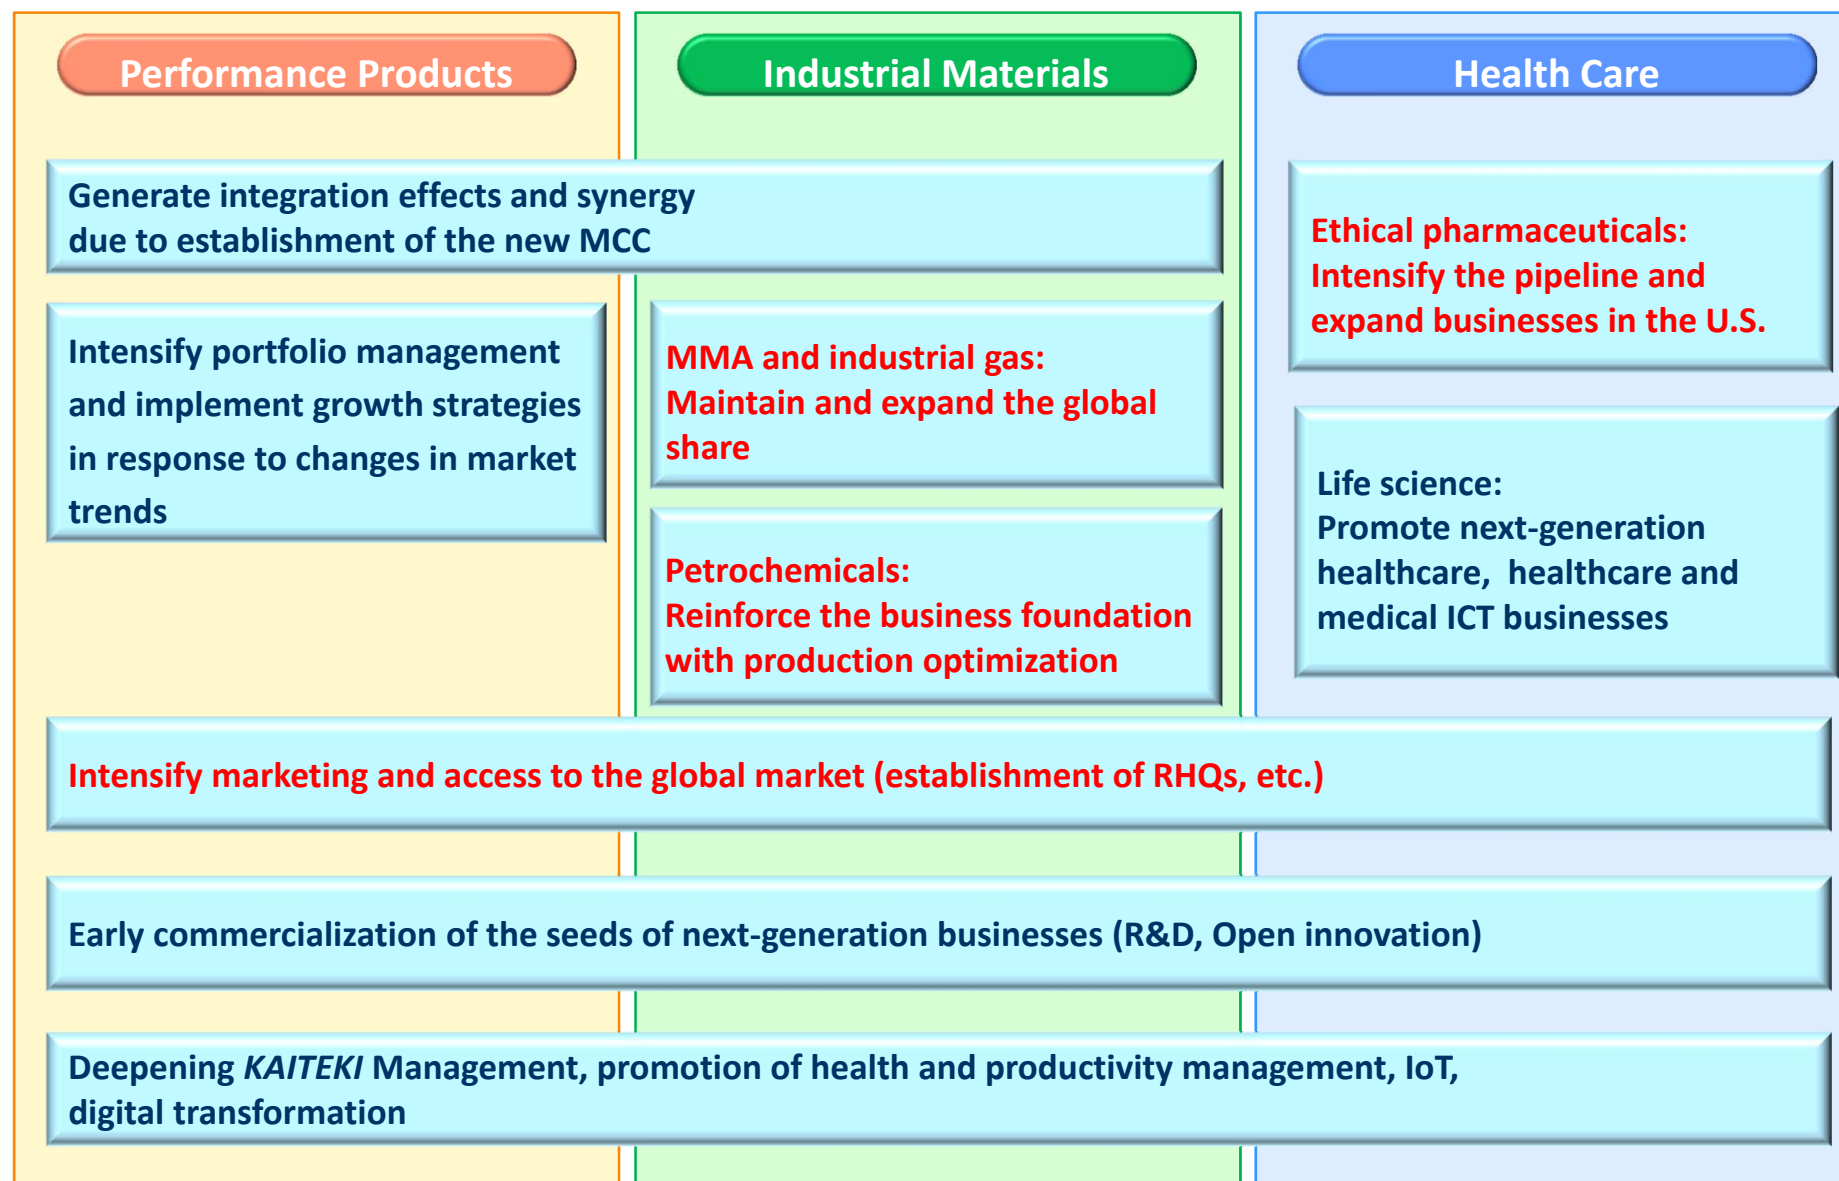 Performance Products
Industrial Materials
Health Care
Generate integration effects and synergy
due to establishment of the new MCC
Intensify portfolio management
and implement growth strategies
in response to changes in market
trends
MMA and industrial gas:
Maintain and expand the global
share
Petrochemicals:
Reinforce the business foundation
with production optimization
Ethical pharmaceuticals:
Intensify the pipeline and
expand businesses in the U.S.
Life science:
Promote next-generation
healthcare,  healthcare and
medical ICT businesses
Intensify marketing and access to the global market (establishment of RHQs, etc.)
Early commercialization of the seeds of next-generation businesses (R&D, Open innovation)
Deepening KAITEKI Management, promotion of health and productivity management, IoT,
digital transformation